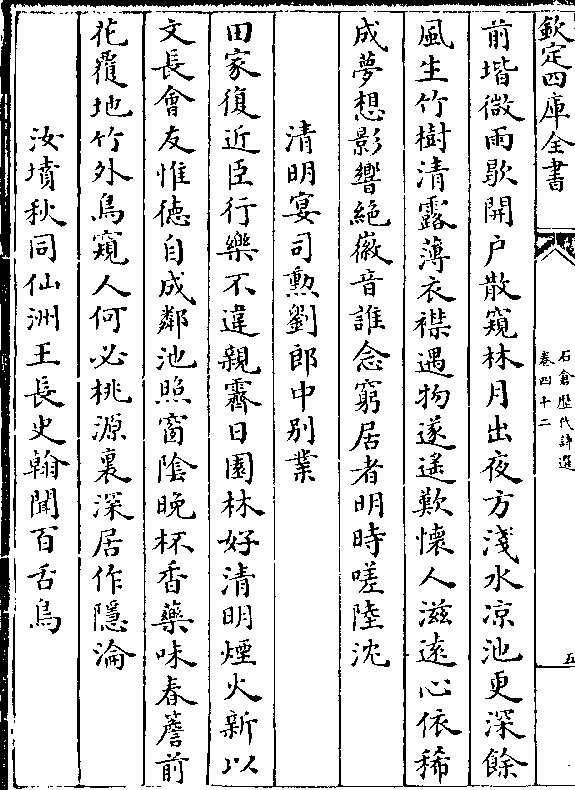 欽定四庫全書
石倉歷代詩選
卷四十二
五
前堦微雨歇開户散窺林月出夜方淺水凉池更深餘
風生竹樹清露薄衣襟遇物遂遥歎懷人滋遠心依稀
成夢想影響絶徽音誰念窮居者明時嗟陸沈
清明宴司勲劉郎中别業
田家復近臣行樂不違親霽日園林好清明煙火新以
文長會友惟德自成鄰池照窗陰晚杯香藥味春簷前
花覆地竹外鳥窺人何必桃源裏深居作隱淪
汝墳秋同仙洲王長史翰聞百舌鳥